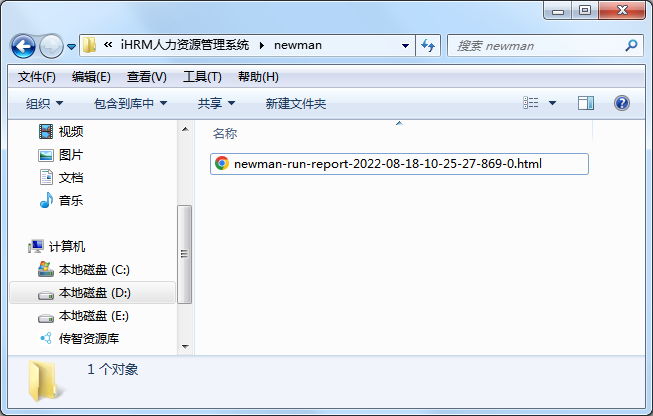 « iHRM人力资源管理系统 newman
搜索 newman
文件(F) 编辑(E) 查看(V) 工具(T) 帮助(H)
组织 包含到库中 共享 新建文件夹
视频
图片
文档
音乐
计算机
本地磁盘 (C:)
本地磁盘 (D:)
本地磁盘 (E:)
传智资源库
名称
newman-run-report-2022-08-18-10-25-27-869-0.html
1 个对象